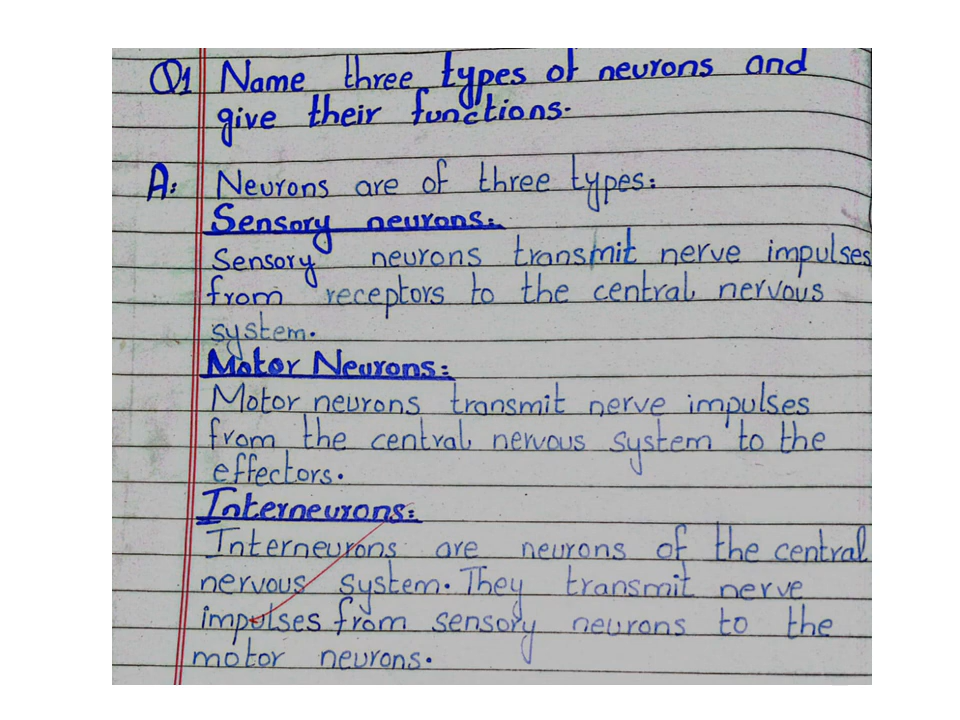 Q1 Name three types of neurons and
give their functions.
A: Neurons are of three types:
Sensory neurons:
Sensory neurons transmit nerve impulses
from receptors to the central nervous
system.
Motor Neurons:
Motor neurons transmit nerve impulses
from the central nervous system to the
effectors.
Interneurons:
Interneurons are neurons of the central
nervous system. They transmit nerve
impulses from sensory neurons to the
motor neurons.